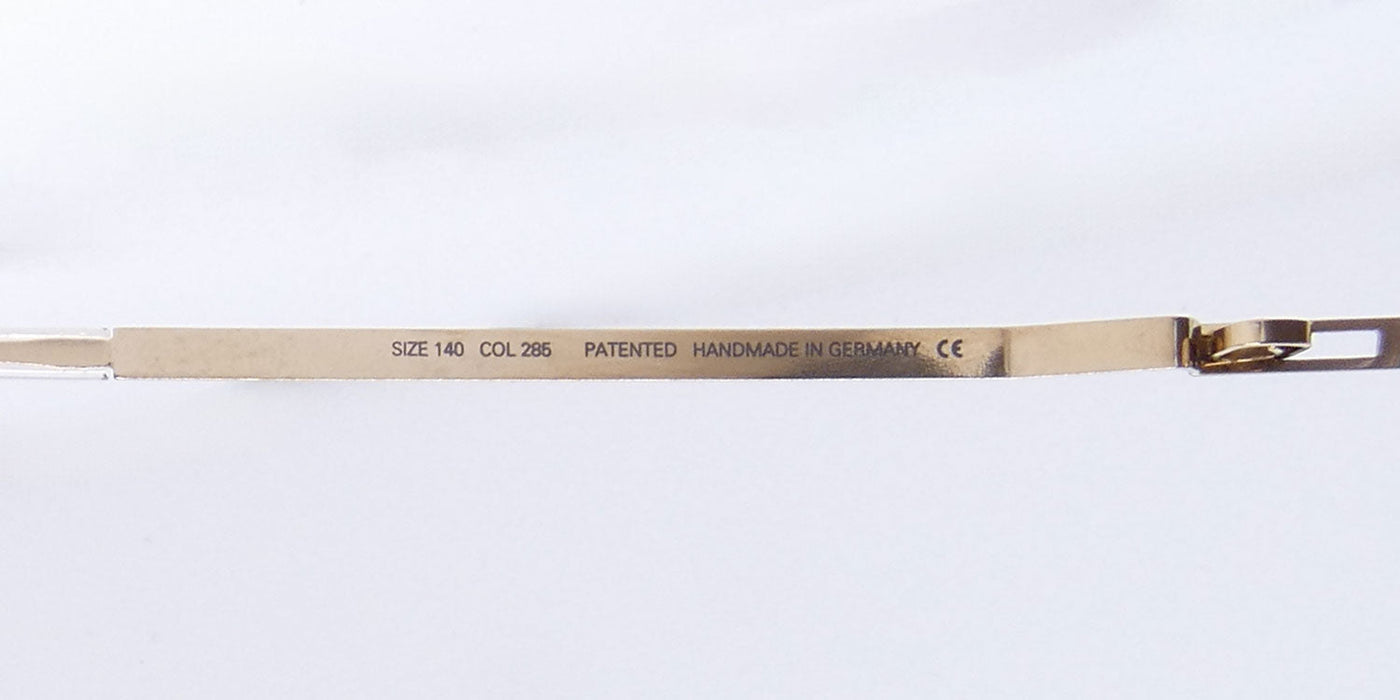 SIZE 140 COL 285 PATENTED HANDMADE IN GERMANY CE